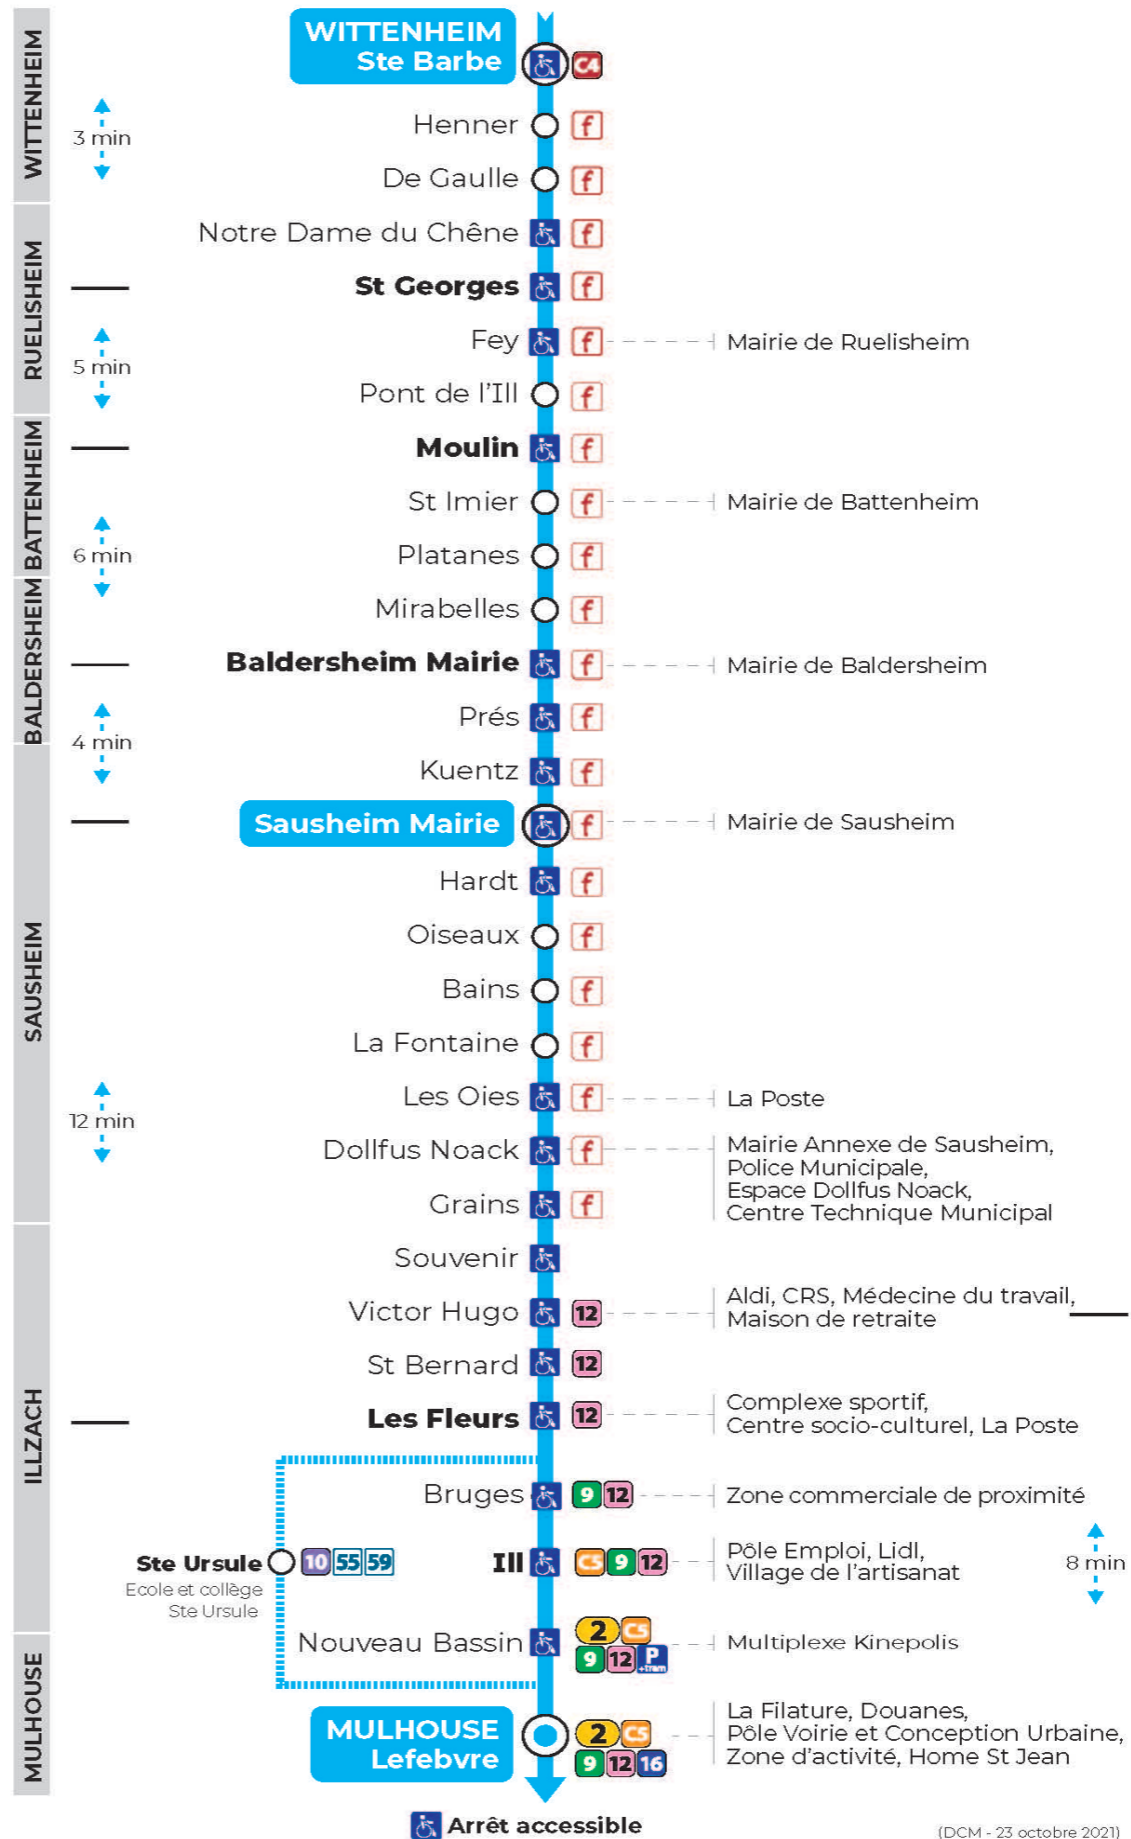 WITTENHEIM
Ste Barbe
C4
WITTENHEIM
3 min
Henner f
De Gaulle f
Notre Dame du Chêne f
RUELISHEIM
St Georges f
Fey f Mairie de Ruelisheim
5 min
Pont de l'Ill f
BATTENHEIM
Moulin f
St Imier f Mairie de Battenheim
6 min
Platanes f
Mirabelles f
BALDERSHEIM
Baldersheim Mairie f Mairie de Baldersheim
Prés f
4 min
Kuentz f
SAUSHEIM
Sausheim Mairie f Mairie de Sausheim
Hardt f
Oiseaux f
Bains f
La Fontaine f
Les Oies f La Poste
12 min
Dollfus Noack f Mairie Annexe de Sausheim,
Police Municipale,
Espace Dollfus Noack,
Centre Technique Municipal
Grains f
ILLZACH
Souvenir
Victor Hugo 12 Aldi, CRS, Médecine du travail,
Maison de retraite
St Bernard 12
Les Fleurs 12 Complexe sportif,
Centre socio-culturel, La Poste
Bruges 9 12 Zone commerciale de proximité
Ste Ursule 10 55 59
Ecole et collège
Ste Ursule
Ill C5 9 12 Pôle Emploi, Lidl,
Village de l'artisanat
8 min
MULHOUSE
Nouveau Bassin 2 C5
9 12 P +tram
Multiplexe Kinepolis
MULHOUSE
Lefebvre
2 C5
9 12 16
La Filature, Douanes,
Pôle Voirie et Conception Urbaine,
Zone d'activité, Home St Jean
Arrêt accessible
(DCM - 23 octobre 2021)